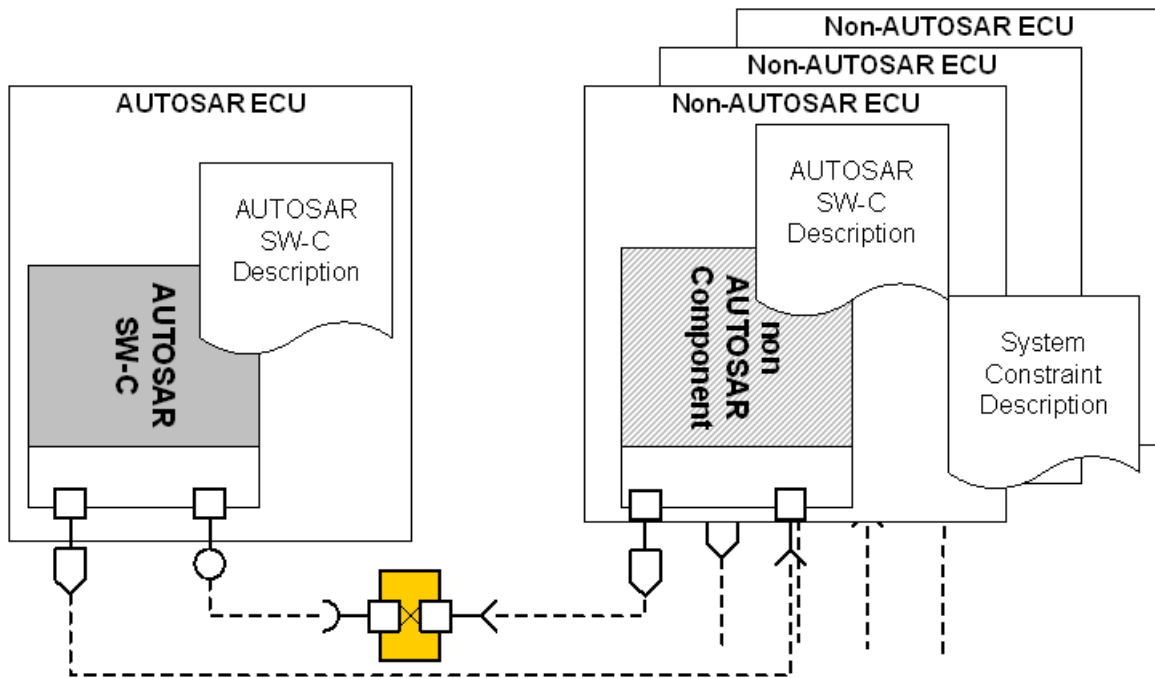 Non-AUTOSAR ECU
Non-AUTOSAR ECU
AUTOSAR ECU
Non-AUTOSAR ECU
AUTOSAR
SW-C
Description
AUTOSAR
SW-C
Description
AUTOSAR
SW-C
non
AUTOSAR
Component
System
Constraint
Description